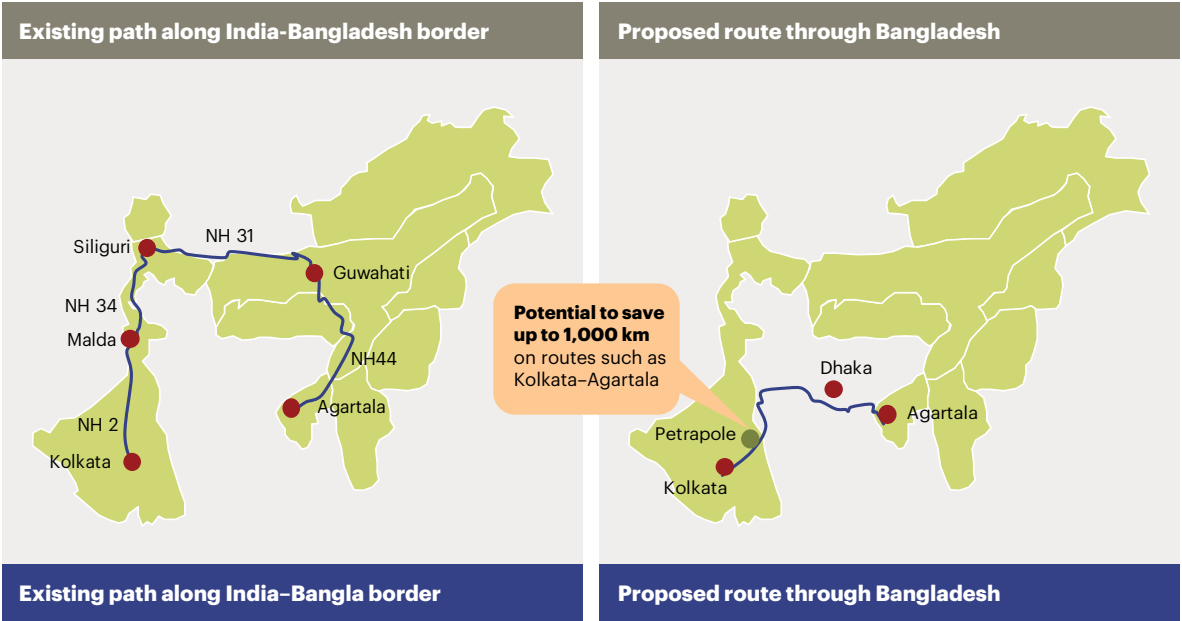 Existing path along India-Bangladesh border
Siliguri
NH 31
Guwahati
NH 34
Malda
NH44
Agartala
NH 2
Kolkata
Existing path along India–Bangla border
Proposed route through Bangladesh
Potential to save
up to 1,000 km
on routes such as
Kolkata–Agartala
Dhaka
Agartala
Petrapole
Kolkata
Proposed route through Bangladesh